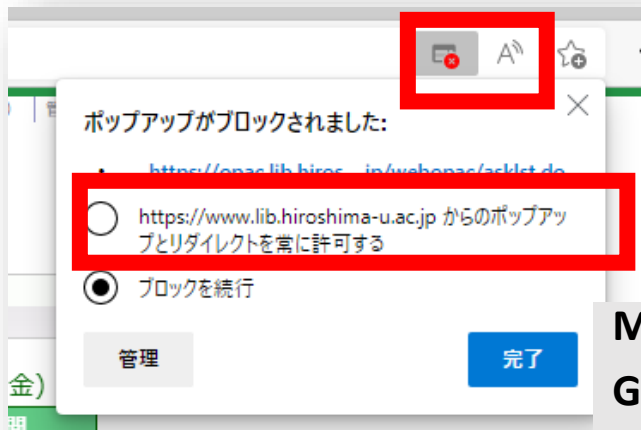 A
ポップアップがブロックされました:
https://opac.lib.hiros...jp/webopac/asklst.do
https://www.lib.hiroshima-u.ac.jp からのポップアッ
プとリダイレクトを常に許可する
ブロックを続行
管理
完了
M
G
金)